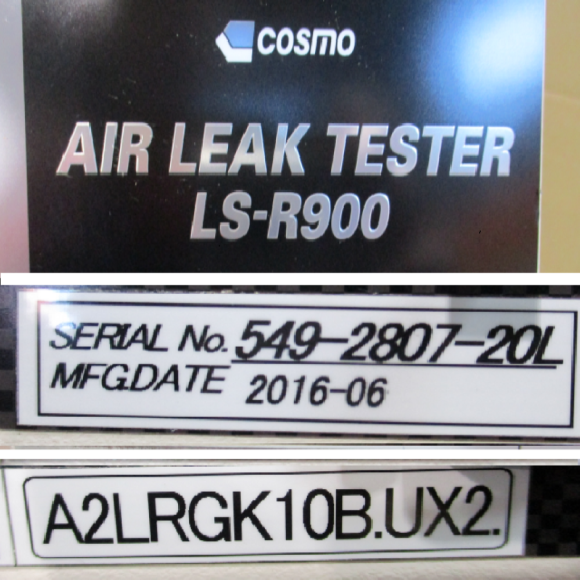 COSMO
AIR LEAK TESTER
LS-R900
SERIAL No. 549-2807-20L
MFG.DATE 2016-06
A2LRGK10B.UX2.